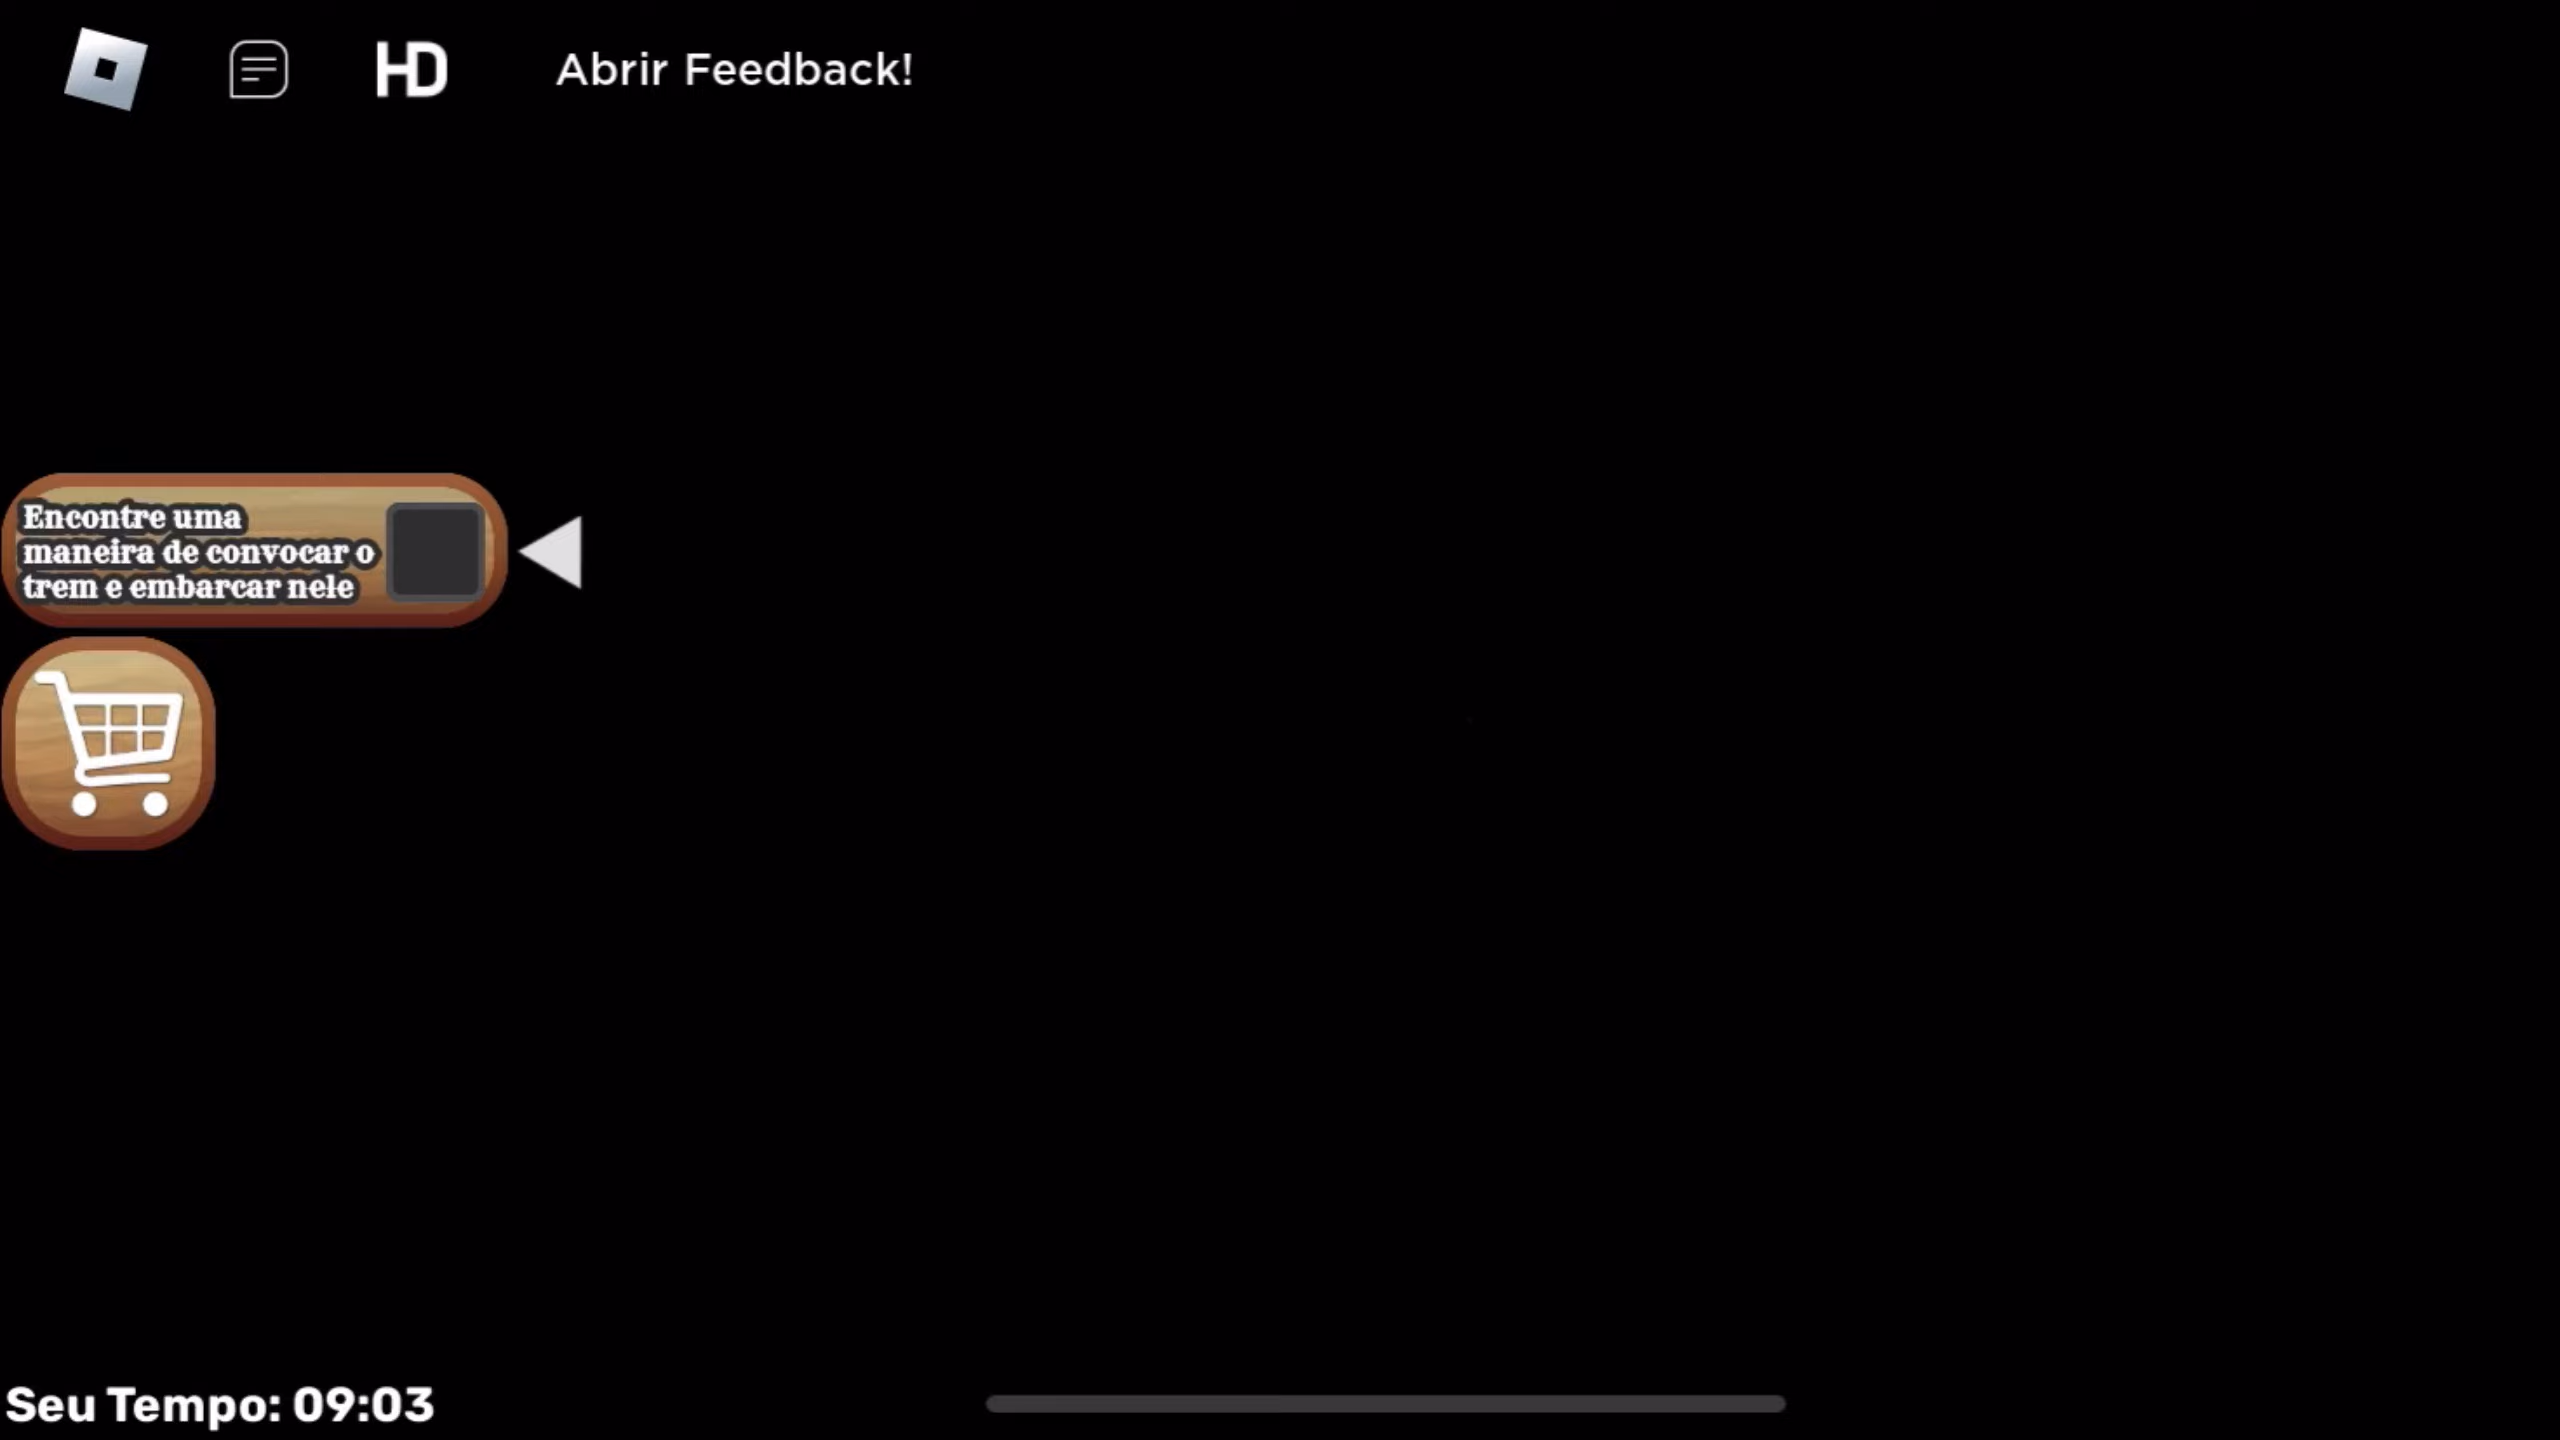 HD
Abrir Feedback!
Encontre uma
maneira de convocar o
trem e embarcar nele
Seu Tempo: 09:03